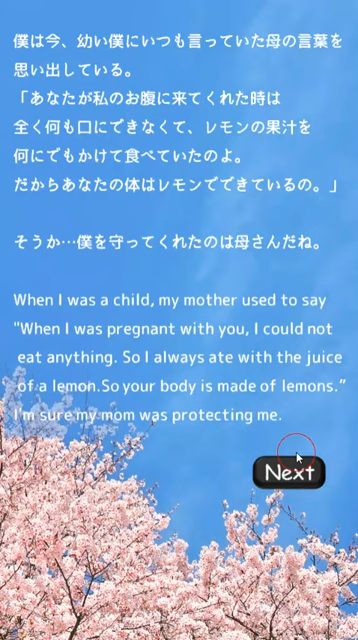 僕は今、幼い僕にいつも言っていた母の言葉を
思い出している。
「あなたが私のお腹に来てくれた時は
全く何も口にできなくて、レモンの果汁を
何にでもかけて食べていたのよ。
だからあなたの体はレモンでできているの。」
そうか…僕を守ってくれたのは母さんだね。
When I was a child, my mother used to say
"When I was pregnant with you, I could not
eat anything. So I always ate with the juice
of a lemon.So your body is made of lemons.”
I'm sure my mom was protecting me.
Next